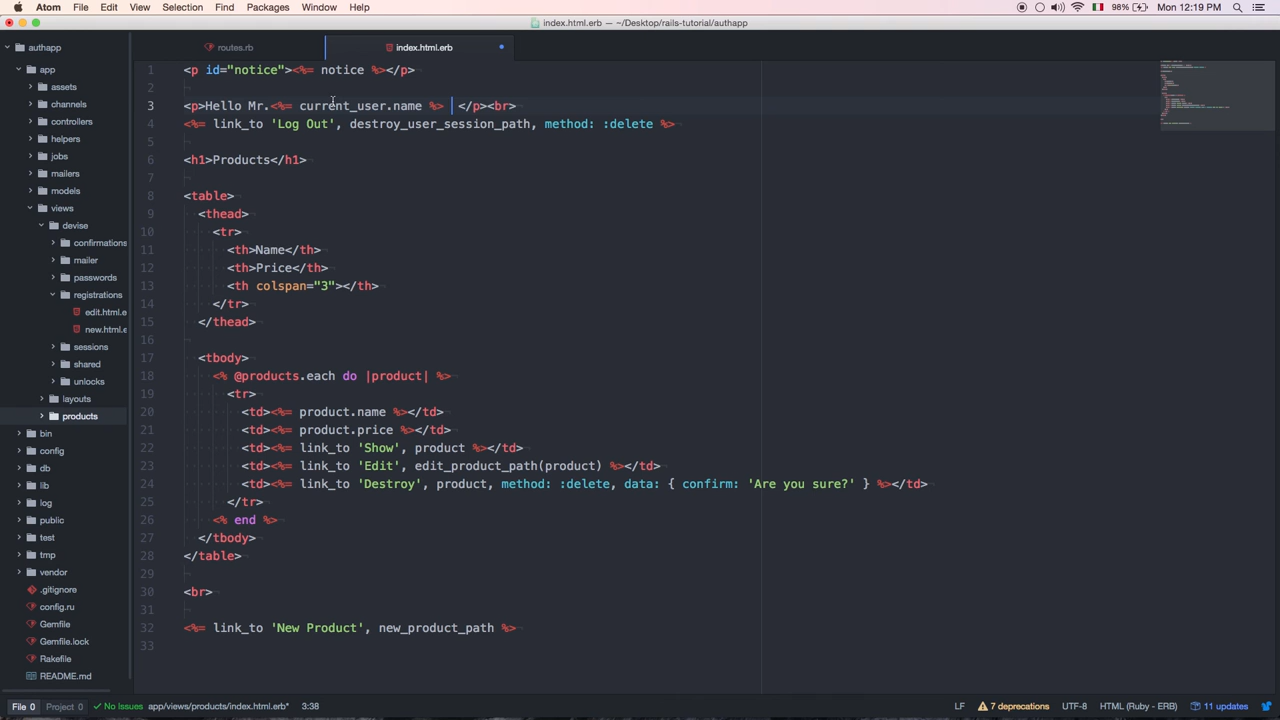 Atom File Edit View Selection Find Packages Window Help 98% Mon 12:19 PM
index.html.erb — ~/Desktop/rails-tutorial/authapp
authapp
app
assets
channels
controllers
helpers
jobs
mailers
models
views
devise
confirmations
mailer
passwords
registrations
edit.html.e
new.html.e
sessions
shared
unlocks
layouts
products
bin
config
db
lib
log
public
test
tmp
vendor
.gitignore
config.ru
Gemfile
Gemfile.lock
Rakefile
README.md
routes.rb index.html.erb
1 <p id="notice"><%= notice %></p>
2
3 <p>Hello Mr.<%= current_user.name %> </p><br>
4 <%= link_to 'Log Out', destroy_user_session_path, method: :delete %>
5
6 <h1>Products</h1>
7
8 <table>
9 <thead>
10 <tr>
11 <th>Name</th>
12 <th>Price</th>
13 <th colspan="3"></th>
14 </tr>
15 </thead>
16
17 <tbody>
18 <% @products.each do |product| %>
19 <tr>
20 <td><%= product.name %></td>
21 <td><%= product.price %></td>
22 <td><%= link_to 'Show', product %></td>
23 <td><%= link_to 'Edit', edit_product_path(product) %></td>
24 <td><%= link_to 'Destroy', product, method: :delete, data: { confirm: 'Are you sure?' } %></td>
25 </tr>
26 <% end %>
27 </tbody>
28 </table>
29
30 <br>
31
32 <%= link_to 'New Product', new_product_path %>
33
File 0 Project 0 No Issues app/views/products/index.html.erb* 3:38 LF 7 deprecations UTF-8 HTML (Ruby - ERB) 11 updates